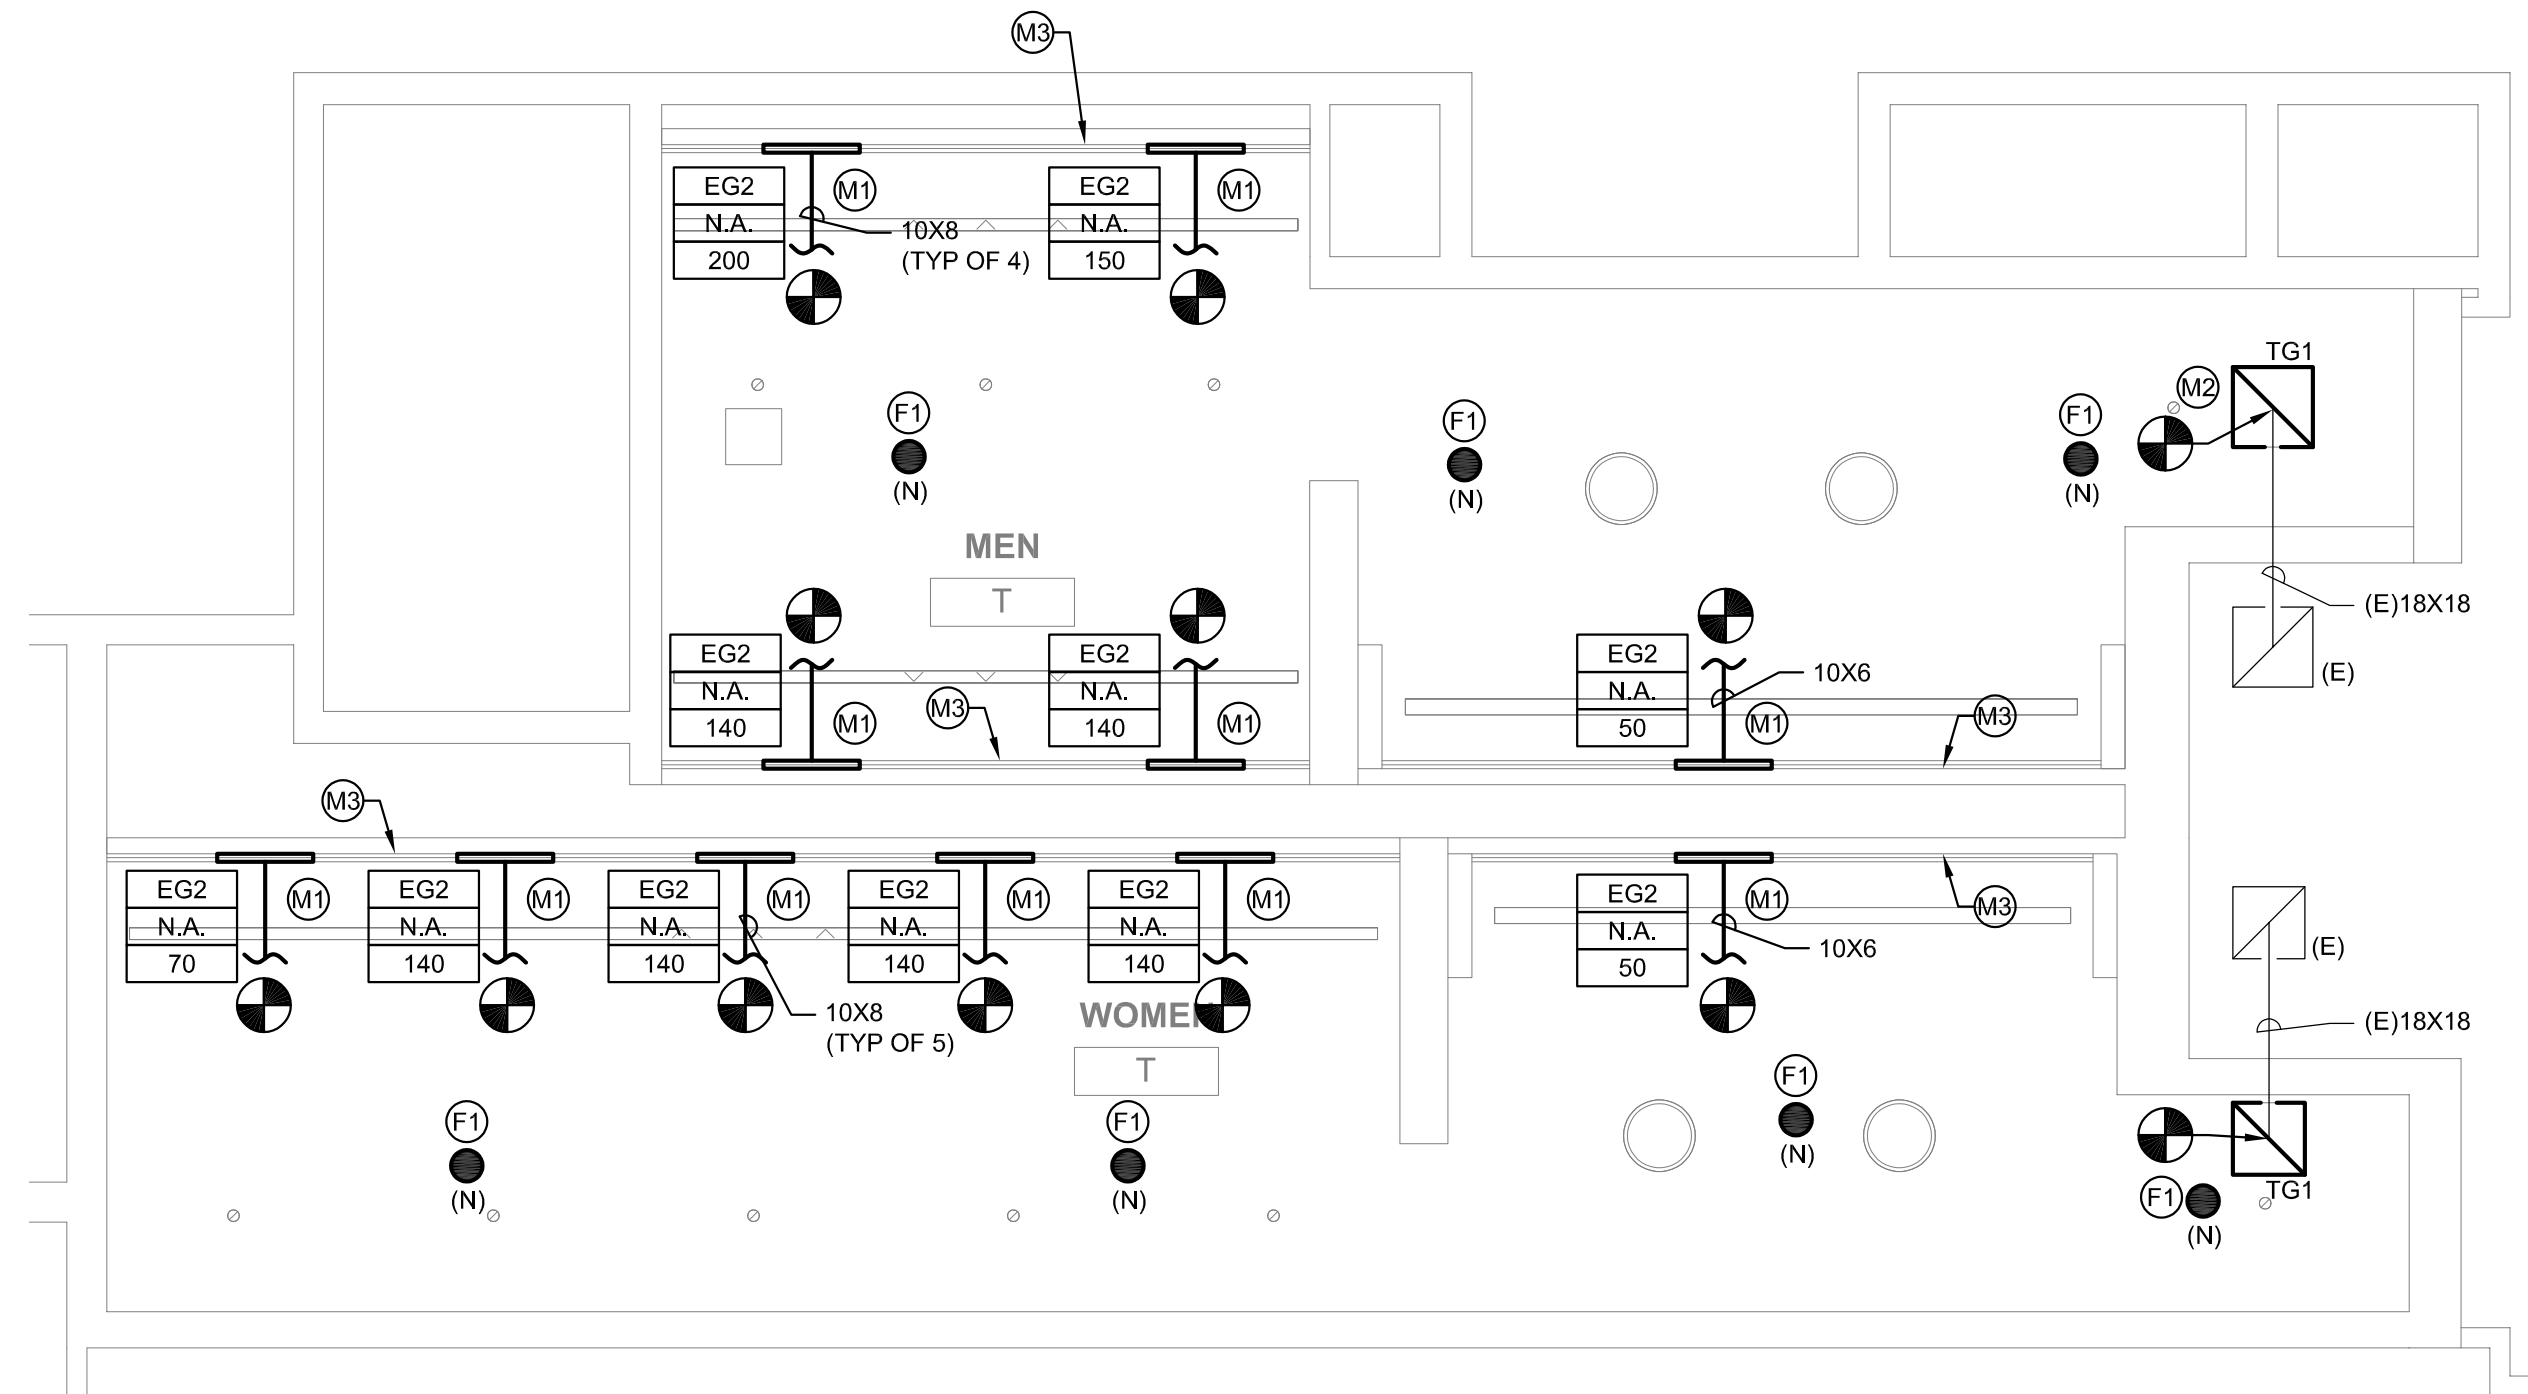 M3
EG2
N.A.
200
M1
10X8
(TYP OF 4)
EG2
N.A.
150
M1
TG1
M2
F1
(N)
F1
(N)
F1
(N)
MEN
T
(E)18X18
(E)
EG2
N.A.
140
M1
M3
EG2
N.A.
140
M1
EG2
N.A.
50
10X6
M1
M3
M3
EG2
N.A.
70
M1
EG2
N.A.
140
M1
EG2
N.A.
140
M1
10X8
(TYP OF 5)
EG2
N.A.
140
M1
EG2
N.A.
140
M1
EG2
N.A.
50
M1
10X6
M3
(E)
(E)18X18
WOMEN
T
F1
(N)
F1
(N)
F1
(N)
F1
(N)
TG1